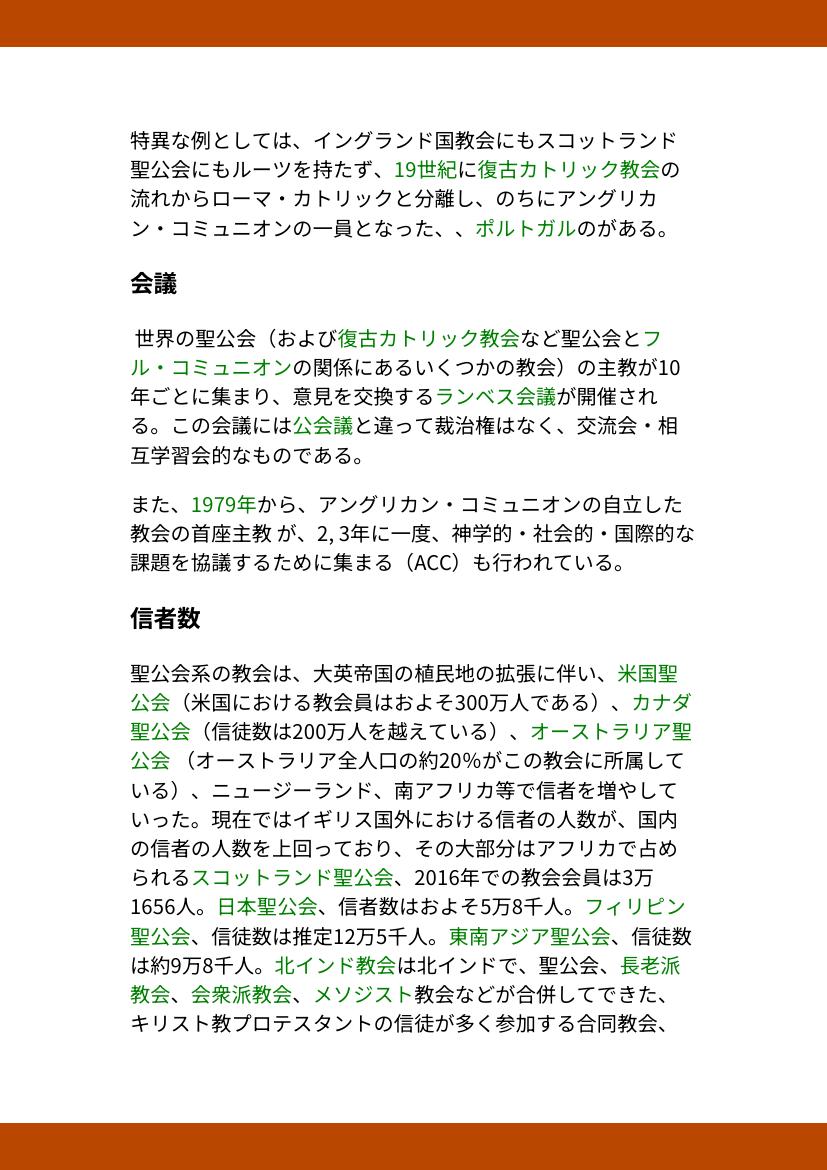 特異な例としては、イングランド国教会にもスコットランド
聖公会にもルーツを持たず、19世紀に復古カトリック教会の
流れからローマ・カトリックと分離し、のちにアングリカ
ン・コミュニオンの一員となった、、ポルトガルのがある。
会議
世界の聖公会（および復古カトリック教会など聖公会とフ
ル・コミュニオンの関係にあるいくつかの教会）の主教が10
年ごとに集まり、意見を交換するランベス会議が開催され
る。この会議には公会議と違って裁治権はなく、交流会・相
互学習会的なものである。
また、1979年から、アングリカン・コミュニオンの自立した
教会の首座主教 が、2, 3年に一度、神学的・社会的・国際的な
課題を協議するために集まる（ACC）も行われている。
信者数
聖公会系の教会は、大英帝国の植民地の拡張に伴い、米国聖
公会（米国における教会員はおよそ300万人である）、カナダ
聖公会（信徒数は200万人を越えている）、オーストラリア聖
公会 （オーストラリア全人口の約20%がこの教会に所属して
いる）、ニュージーランド、南アフリカ等で信者を増やして
いった。現在ではイギリス国外における信者の人数が、国内
の信者の人数を上回っており、その大部分はアフリカで占め
られるスコットランド聖公会、2016年での教会会員は3万
1656人。日本聖公会、信者数はおよそ5万8千人。フィリピン
聖公会、信徒数は推定12万5千人。東南アジア聖公会、信徒数
は約9万8千人。北インド教会は北インドで、聖公会、長老派
教会、会衆派教会、メソジスト教会などが合併してできた、
キリスト教プロテスタントの信徒が多く参加する合同教会、